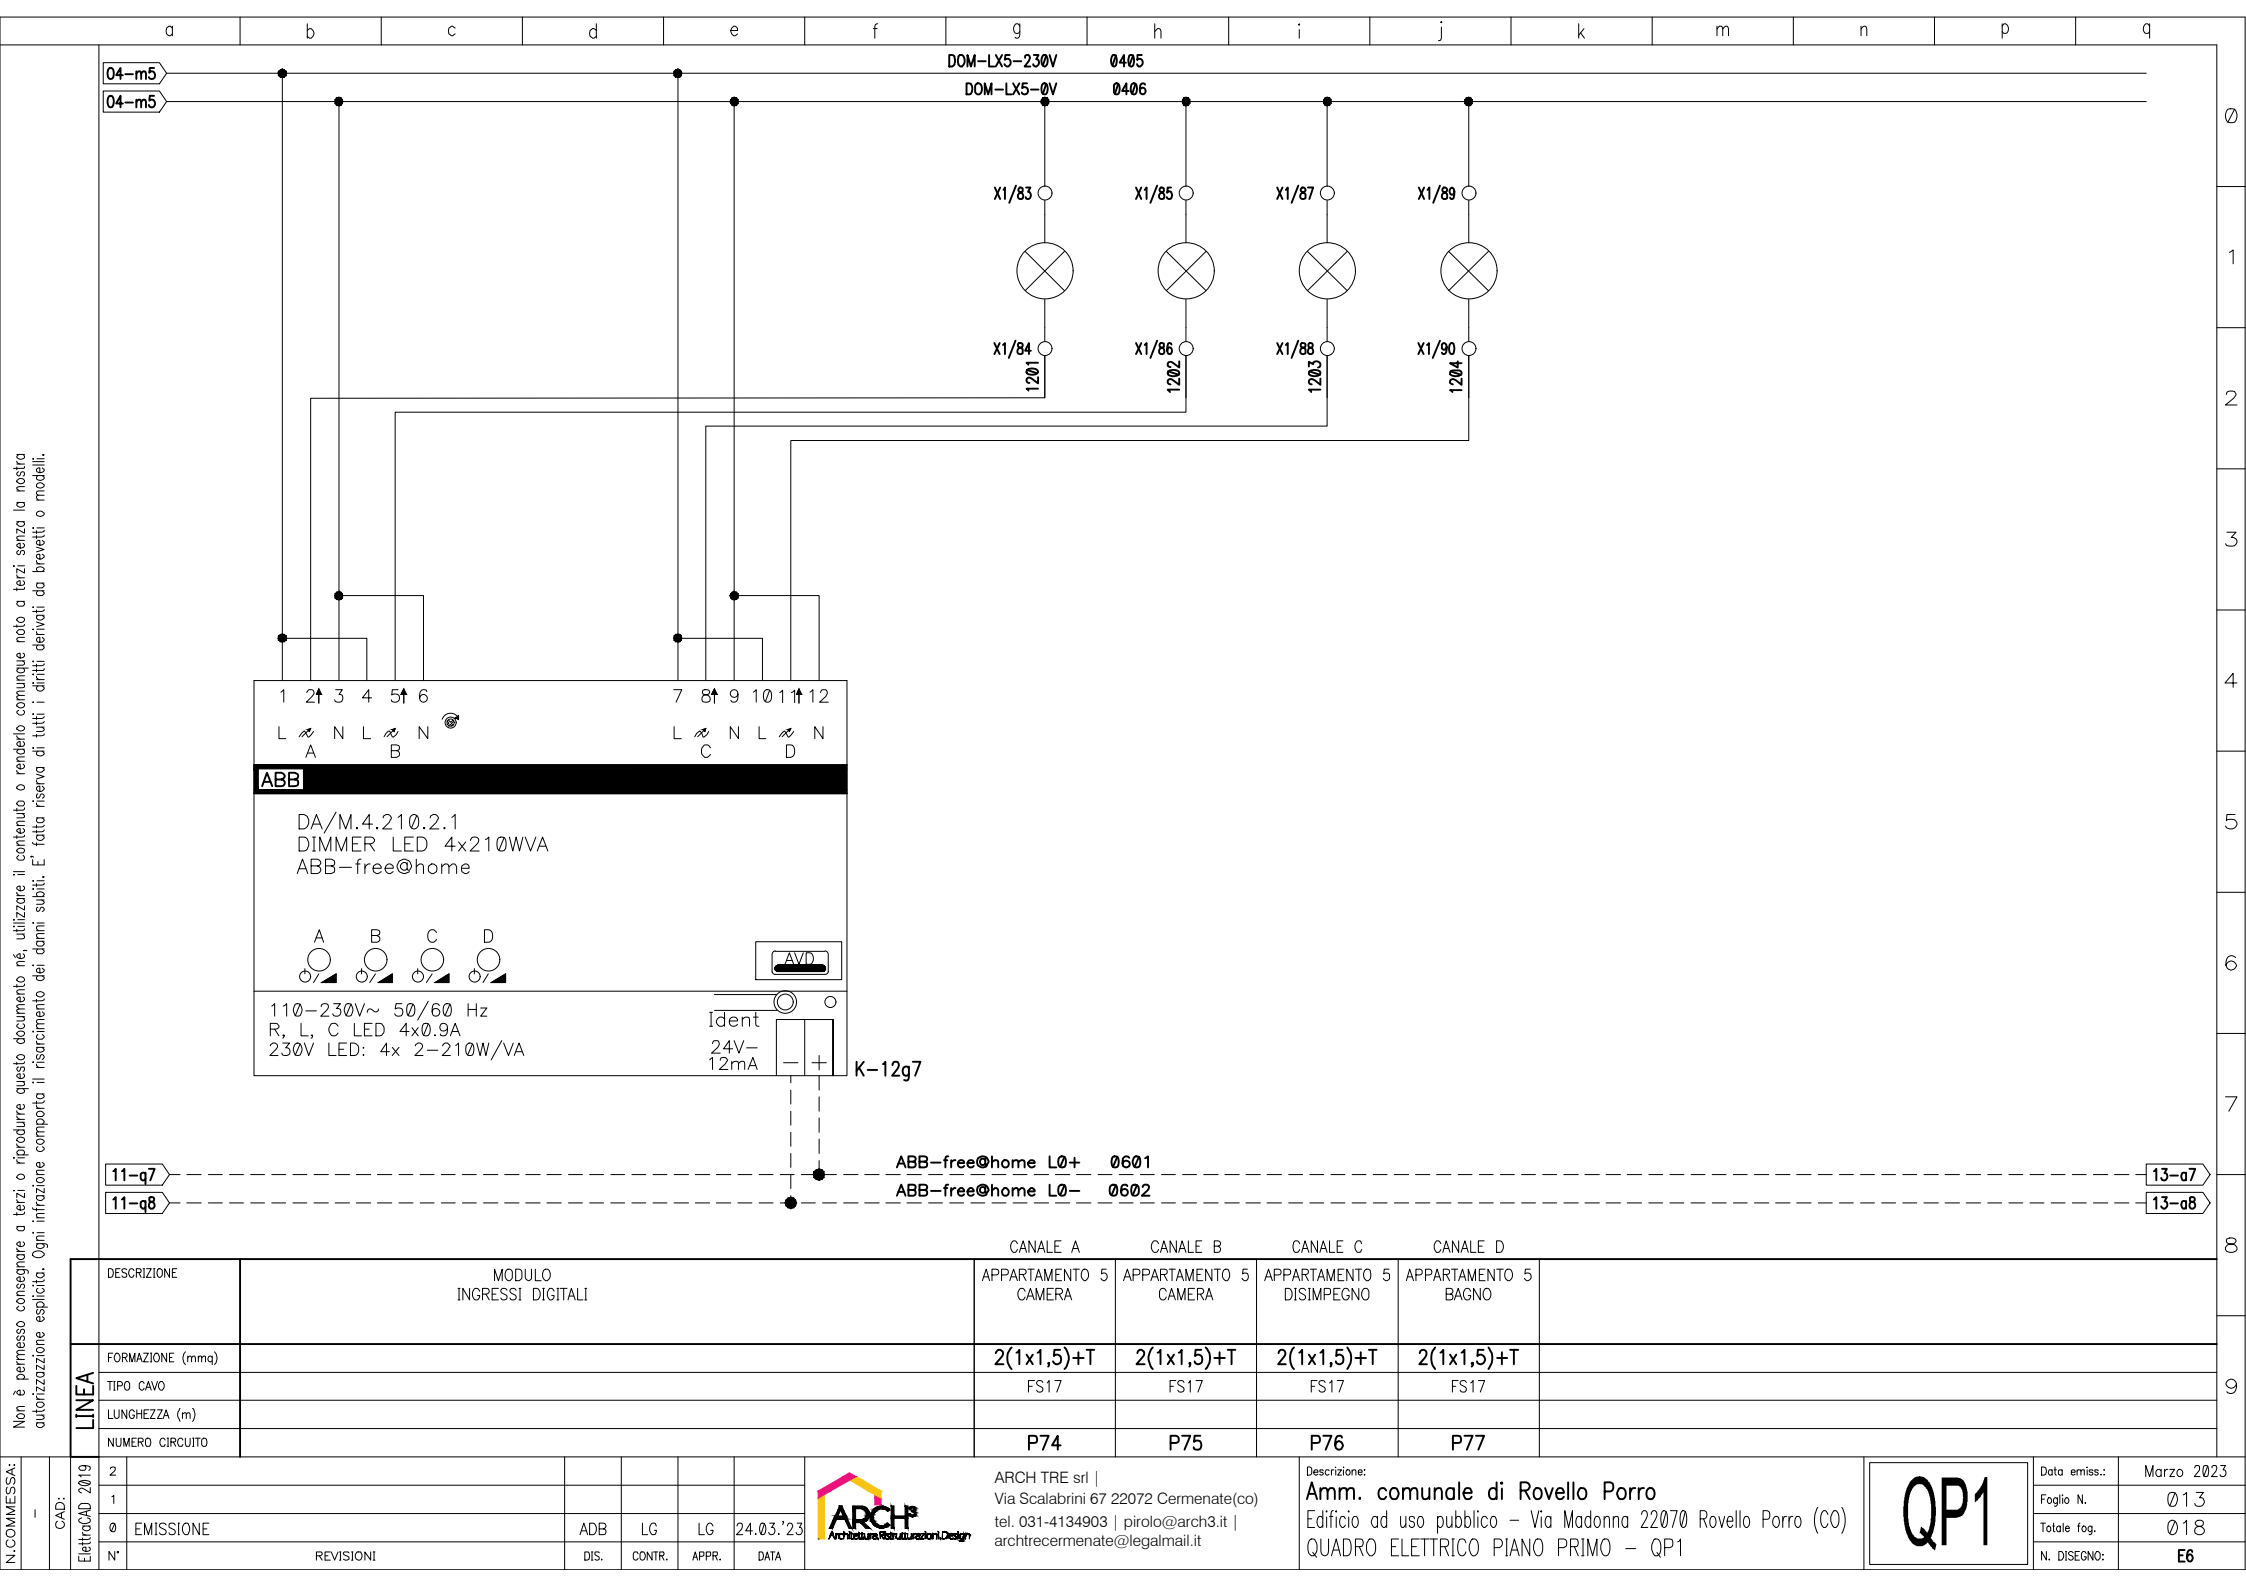 a b c d e f g h i j k m n p q
04-m5 DOM-LX5-230V 0405
04-m5 DOM-LX5-0V 0406
0
X1/83 X1/85 X1/87 X1/89
1
X1/84 X1/86 X1/88 X1/90
1201 1202 1203 1204
2
3
4
1 2 3 4 5 6 7 8 9 10 11 12
L N L N L N L N
A B C D
ABB
DA/M.4.210.2.1
DIMMER LED 4x210WVA
ABB-free@home
5
A B C D
AVD
6
110-230V~ 50/60 Hz
R, L, C LED 4x0.9A
230V LED: 4x 2-210W/VA
Ident
24V-
12mA
- +
K-12g7
7
11-q7 ABB-free@home L0+ 0601 13-a7
11-q8 ABB-free@home L0- 0602 13-a8
CANALE A CANALE B CANALE C CANALE D
8
DESCRIZIONE
MODULO
INGRESSI DIGITALI
APPARTAMENTO 5
CAMERA
APPARTAMENTO 5
CAMERA
APPARTAMENTO 5
DISIMPEGNO
APPARTAMENTO 5
BAGNO
LINEA
FORMAZIONE (mmq) 2(1x1,5)+T 2(1x1,5)+T 2(1x1,5)+T 2(1x1,5)+T
TIPO CAVO FS17 FS17 FS17 FS17
9
LUNGHEZZA (m)
NUMERO CIRCUITO P74 P75 P76 P77
Non è permesso consegnare a terzi o riprodurre questo documento né, utilizzare il contenuto o renderlo comunque noto a terzi senza la nostra
autorizzazzione esplicita. Ogni infrazione comporta il risarcimento dei danni subiti. E' fatta riserva di tutti i diritti derivati da brevetti o modelli.
N.COMMESSA:
-
CAD:
ElettraCAD 2019
2
1
0 EMISSIONE ADB LG LG 24.03.'23
N° REVISIONI DIS. CONTR. APPR. DATA
ARCH3
Architettura,Ristrutturazioni,Design
ARCH TRE srl |
Via Scalabrini 67 22072 Cermenate(co)
tel. 031-4134903 | pirolo@arch3.it |
archtrecermenate@legalmail.it
Descrizione:
Amm. comunale di Rovello Porro
Edificio ad uso pubblico - Via Madonna 22070 Rovello Porro (CO)
QUADRO ELETTRICO PIANO PRIMO - QP1
QP1
Data emiss.: Marzo 2023
Foglio N. 013
Totale fog. 018
N. DISEGNO: E6